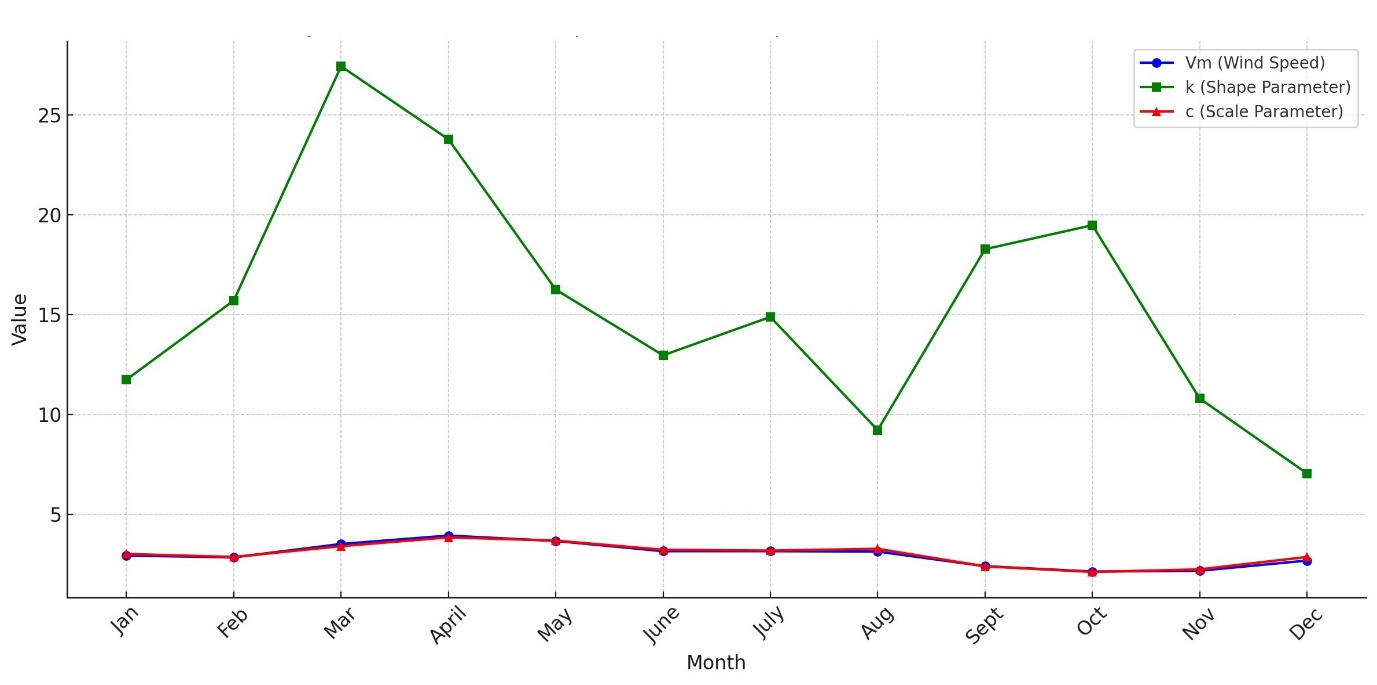 Vm (Wind Speed)
k (Shape Parameter)
c (Scale Parameter)
25
20
15
10
5
Value
Jan
Feb
Mar
April
May
June
July
Aug
Sept
Oct
Nov
Dec
Month